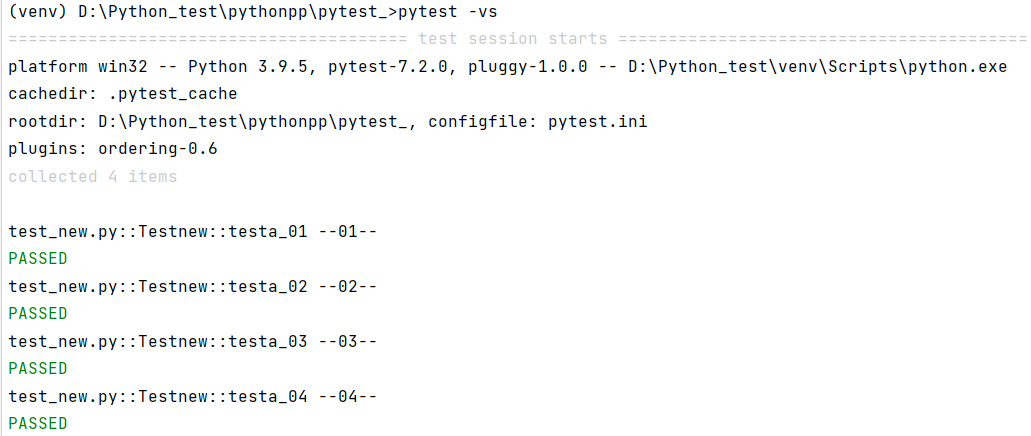 (venv) D:\Python_test\pythonpp\pytest_>pytest -vs
======================================== test session starts =========================================
platform win32 -- Python 3.9.5, pytest-7.2.0, pluggy-1.0.0 -- D:\Python_test\venv\Scripts\python.exe
cachedir: .pytest_cache
rootdir: D:\Python_test\pythonpp\pytest_, configfile: pytest.ini
plugins: ordering-0.6
collected 4 items
test_new.py::Testnew::testa_01 --01--
PASSED
test_new.py::Testnew::testa_02 --02--
PASSED
test_new.py::Testnew::testa_03 --03--
PASSED
test_new.py::Testnew::testa_04 --04--
PASSED